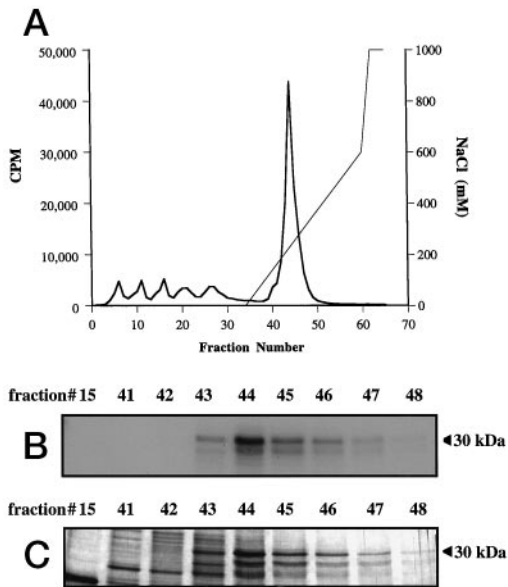 A
50,000
40,000
30,000
20,000
10,000
0
CPM
1000
800
600
400
200
0
NaCl (mM)
0 10 20 30 40 50 60 70
Fraction Number
fraction# 15 41 42 43 44 45 46 47 48
B
30 kDa
fraction# 15 41 42 43 44 45 46 47 48
C
30 kDa